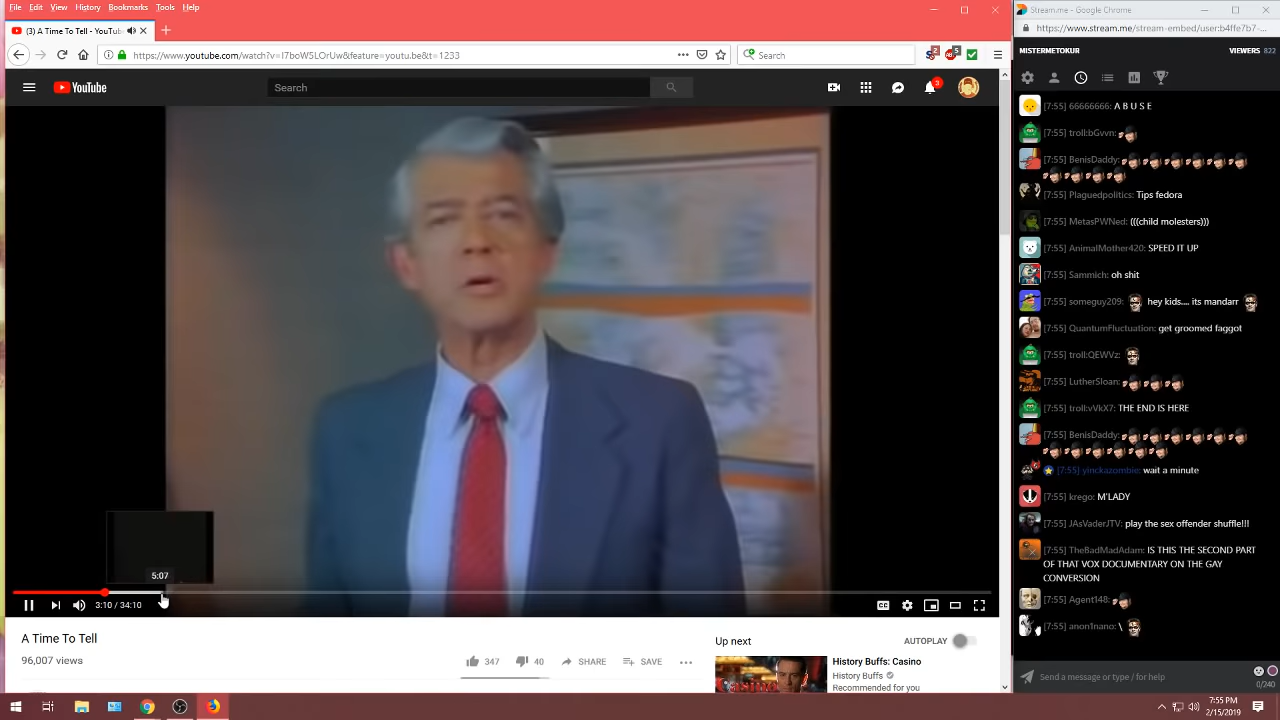 File Edit View History Bookmarks Tools Help
(3) A Time To Tell - YouTube
https://www.youtube.com/watch?v=I7boW5LOrUw&feature=youtu.be&t=1233
Search
2
5
YouTube
Search
3
5:07
3:10 / 34:10
CC
A Time To Tell
96,007 views
347
40
SHARE
SAVE
Up next
AUTOPLAY
History Buffs: Casino
History Buffs
Recommended for you
Stream.me - Google Chrome
https://www.stream.me/stream-embed/user:b4ffe7b7-...
MISTERMETOKUR
VIEWERS 822
[7:55] 66666666: A B U S E
[7:55] troll:bGvvn:
[7:55] BenisDaddy:
[7:55] Plaguedpolitics: Tips fedora
[7:55] MetasPWNed: (((child molesters)))
[7:55] AnimalMother420: SPEED IT UP
[7:55] Sammich: oh shit
[7:55] someguy209: hey kids.... its mandarr
[7:55] QuantumFluctuation: get groomed faggot
[7:55] troll:QEWVz:
[7:55] LutherSloan:
[7:55] troll:vVkX7: THE END IS HERE
[7:55] BenisDaddy:
[7:55] yinckazombie: wait a minute
[7:55] krego: M'LADY
[7:55] JAsVaderJTV: play the sex offender shuffle!!!
[7:55] TheBadMadAdam: IS THIS THE SECOND PART
OF THAT VOX DOCUMENTARY ON THE GAY
CONVERSION
[7:55] Agent148:
[7:55] anon1nano: \
Send a message or type / for help
0/240
7:55 PM
2/15/2019